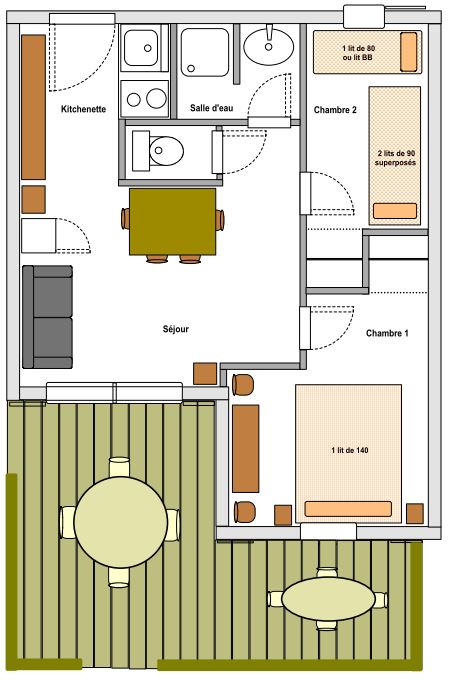 1 lit de 80
ou lit BB
Kitchenette
Salle d'eau
Chambre 2
2 lits de 90
superposés
Séjour
Chambre 1
1 lit de 140